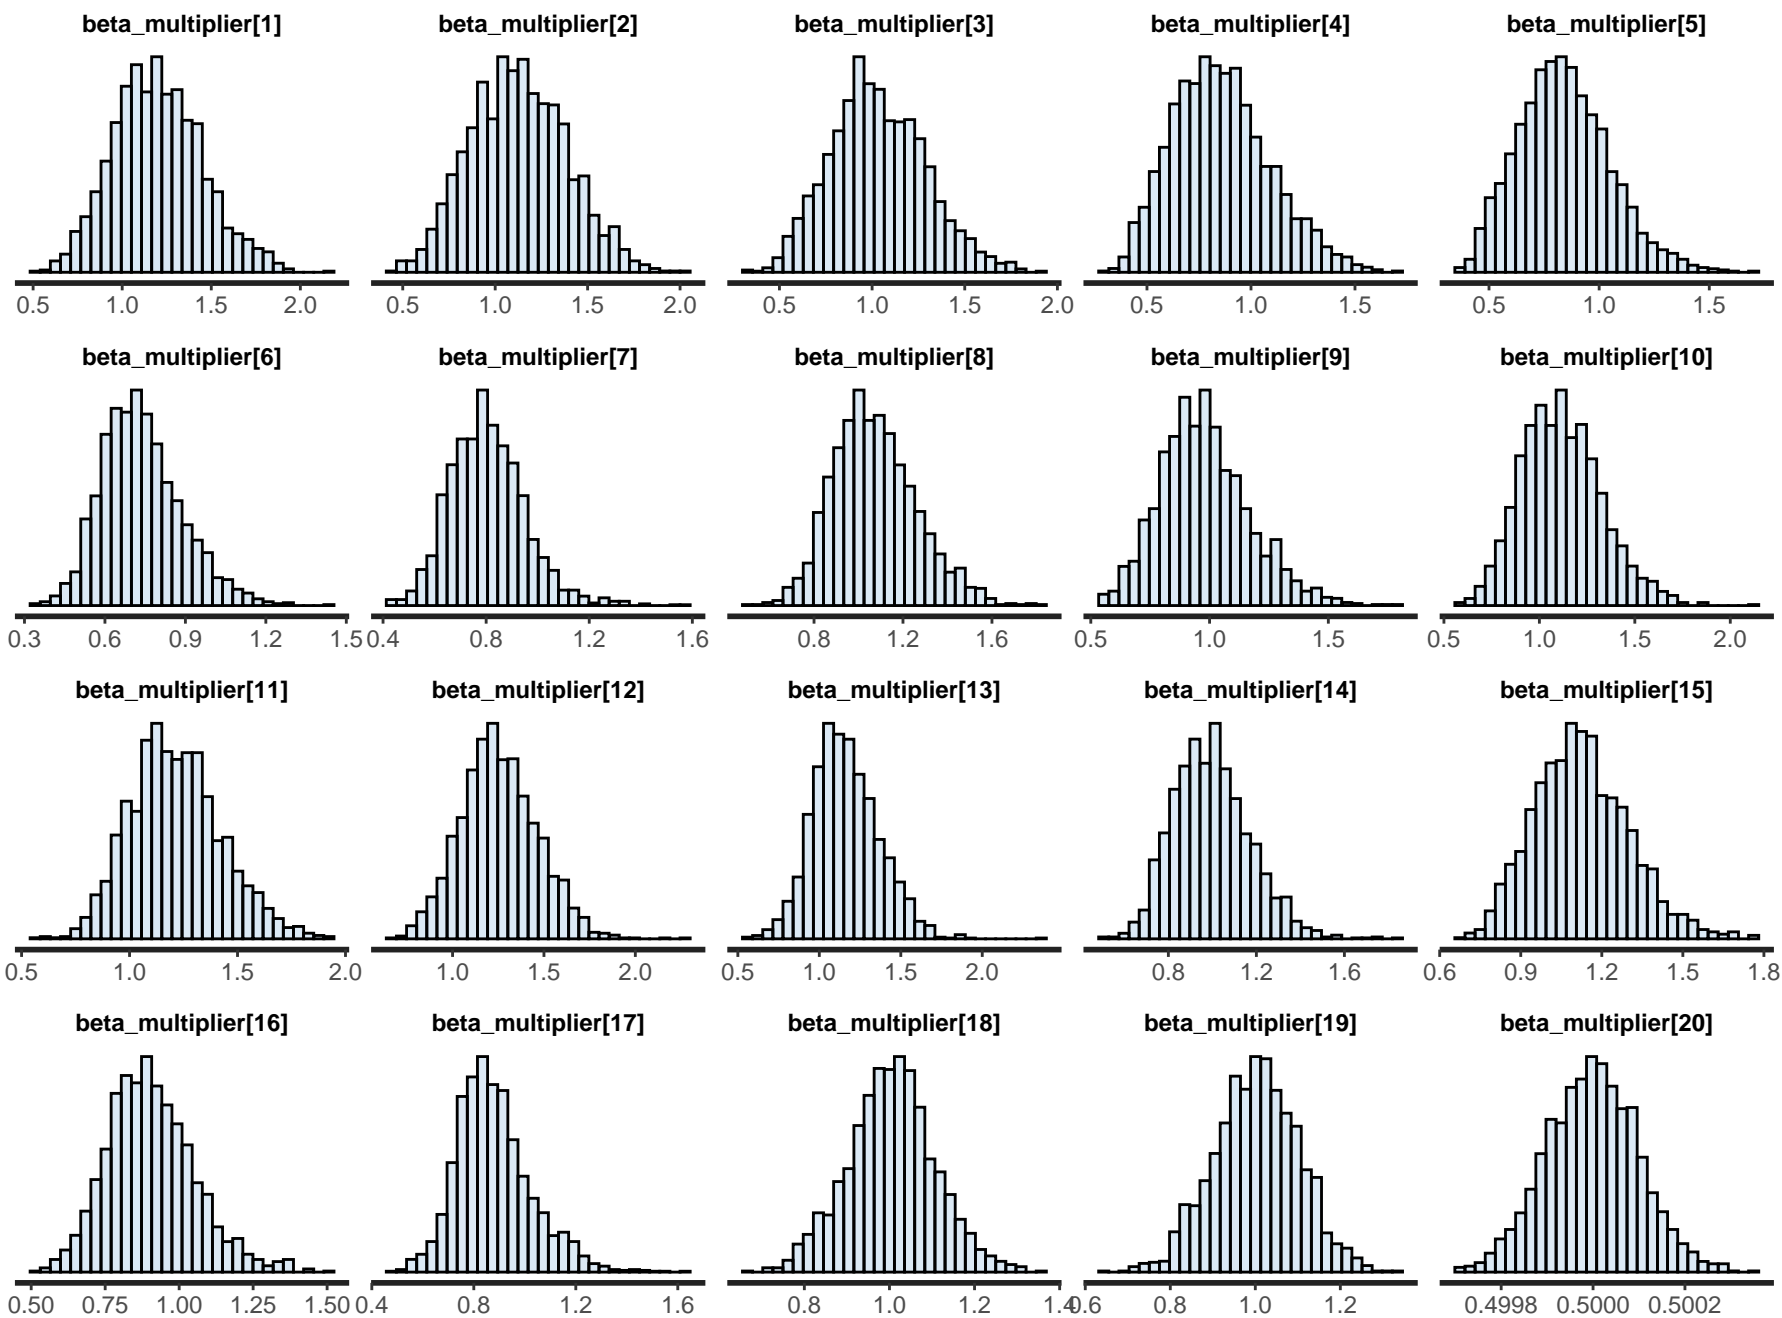 beta_multiplier[1] beta_multiplier[2] beta_multiplier[3] beta_multiplier[4] beta_multiplier[5]
0.5 1.0 1.5 2.0 0.5 1.0 1.5 2.0 0.5 1.0 1.5 2.0 0.5 1.0 1.5 0.5 1.0 1.5
beta_multiplier[6] beta_multiplier[7] beta_multiplier[8] beta_multiplier[9] beta_multiplier[10]
0.3 0.6 0.9 1.2 1.5 0.4 0.8 1.2 1.6 0.8 1.2 1.6 0.5 1.0 1.5 0.5 1.0 1.5 2.0
beta_multiplier[11] beta_multiplier[12] beta_multiplier[13] beta_multiplier[14] beta_multiplier[15]
0.5 1.0 1.5 2.0 1.0 1.5 2.0 0.5 1.0 1.5 2.0 0.8 1.2 1.6 0.6 0.9 1.2 1.5 1.8
beta_multiplier[16] beta_multiplier[17] beta_multiplier[18] beta_multiplier[19] beta_multiplier[20]
0.50 0.75 1.00 1.25 1.50 0.4 0.8 1.2 1.6 0.8 1.0 1.2 1.4 0.6 0.8 1.0 1.2 0.4998 0.5000 0.5002